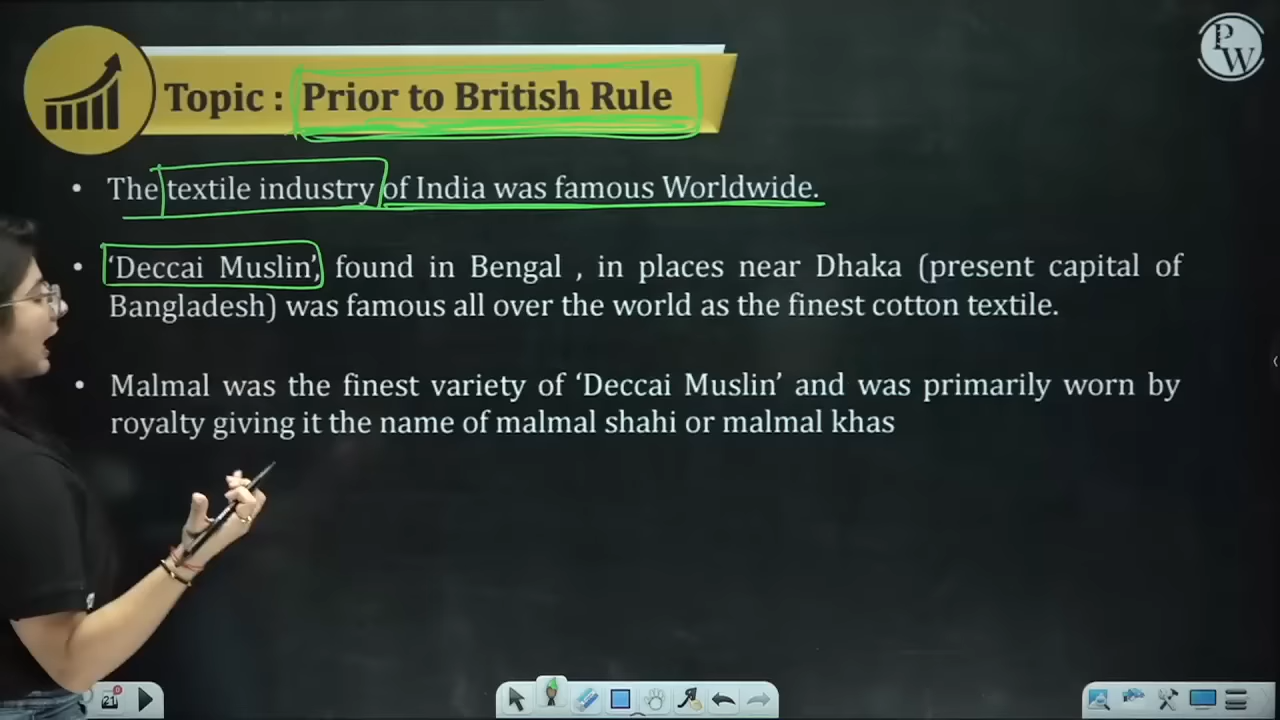 PW
Topic : Prior to British Rule
• The textile industry of India was famous Worldwide.
• ‘Deccai Muslin’, found in Bengal , in places near Dhaka (present capital of
Bangladesh) was famous all over the world as the finest cotton textile.
• Malmal was the finest variety of ‘Deccai Muslin’ and was primarily worn by
royalty giving it the name of malmal shahi or malmal khas
21